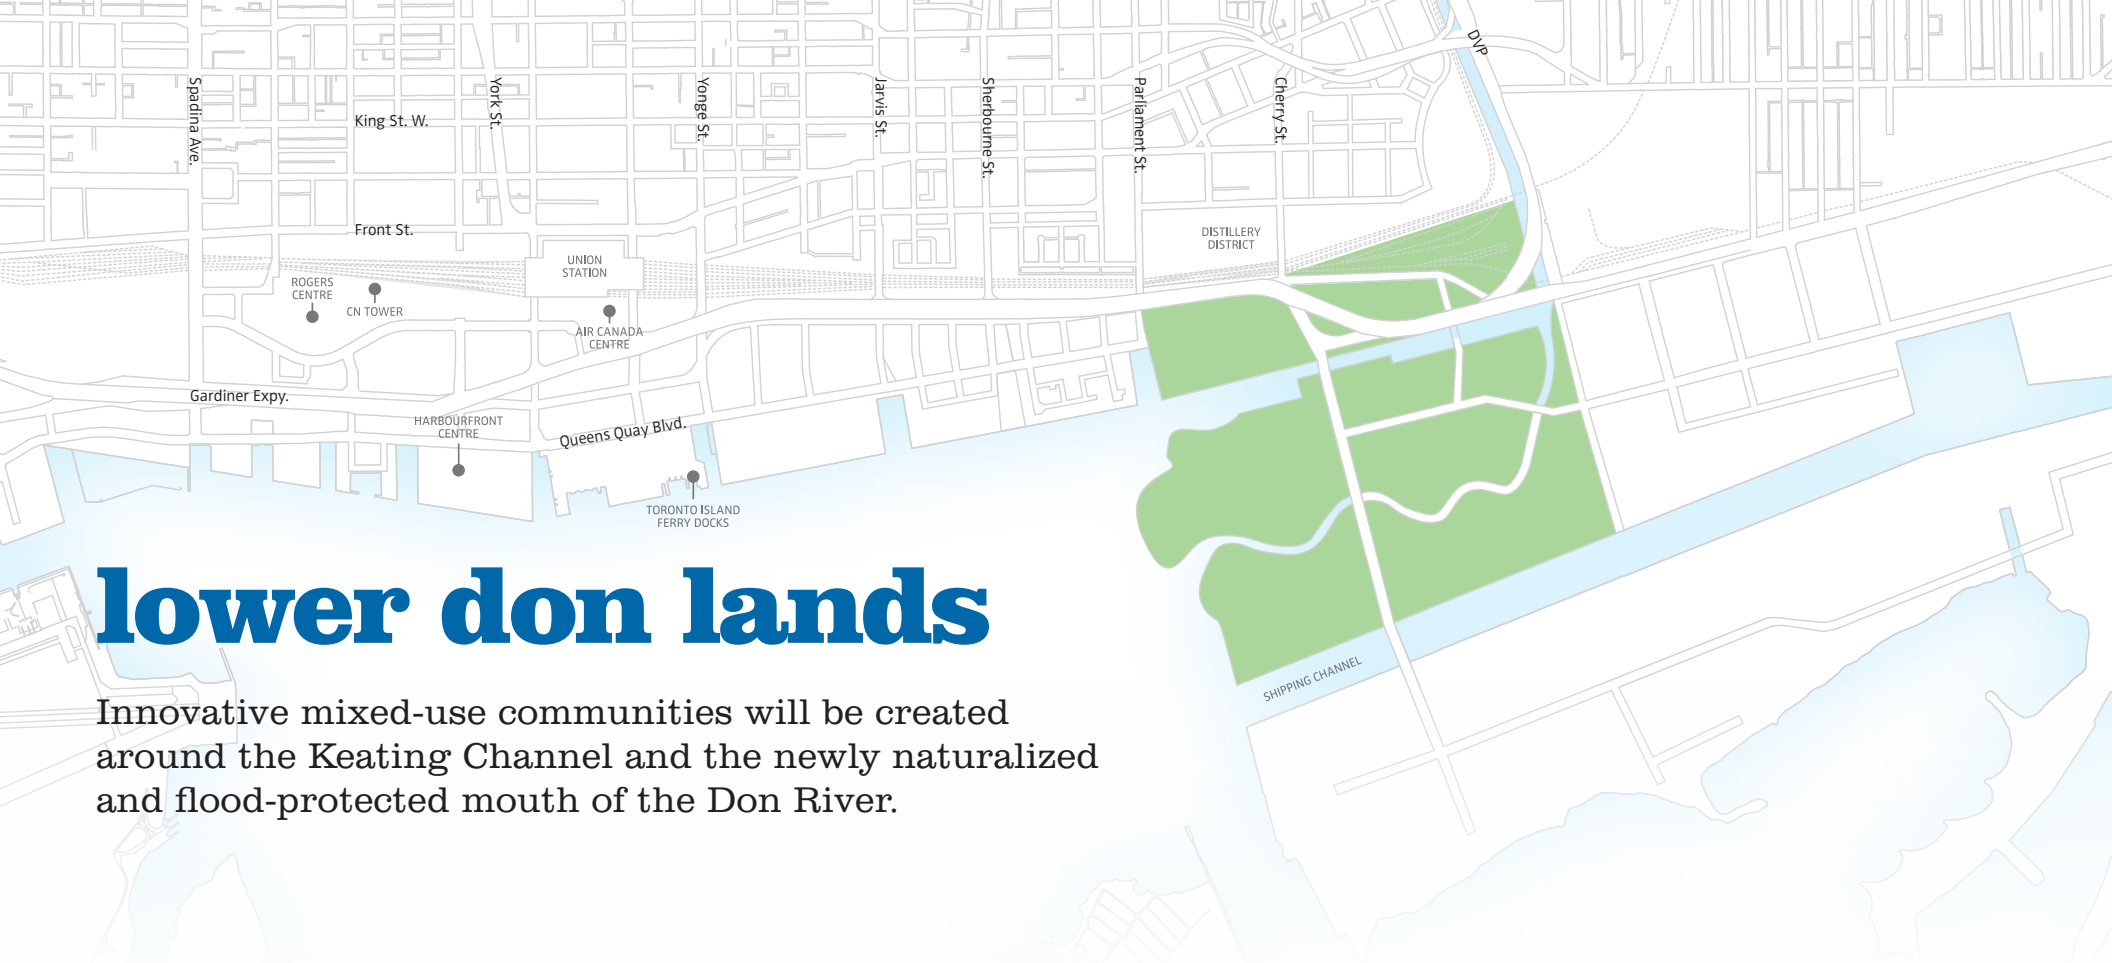 DVP
Spadina Ave.
York St.
Yonge St.
Jarvis St.
Sherbourne St.
Parliament St.
Cherry St.
King St. W.
Front St.
DISTILLERY
DISTRICT
UNION
STATION
ROGERS
CENTRE
CN TOWER
AIR CANADA
CENTRE
Gardiner Expy.
HARBOURFRONT
CENTRE
Queens Quay Blvd.
TORONTO ISLAND
FERRY DOCKS
SHIPPING CHANNEL
lower don lands
Innovative mixed-use communities will be created
around the Keating Channel and the newly naturalized
and flood-protected mouth of the Don River.